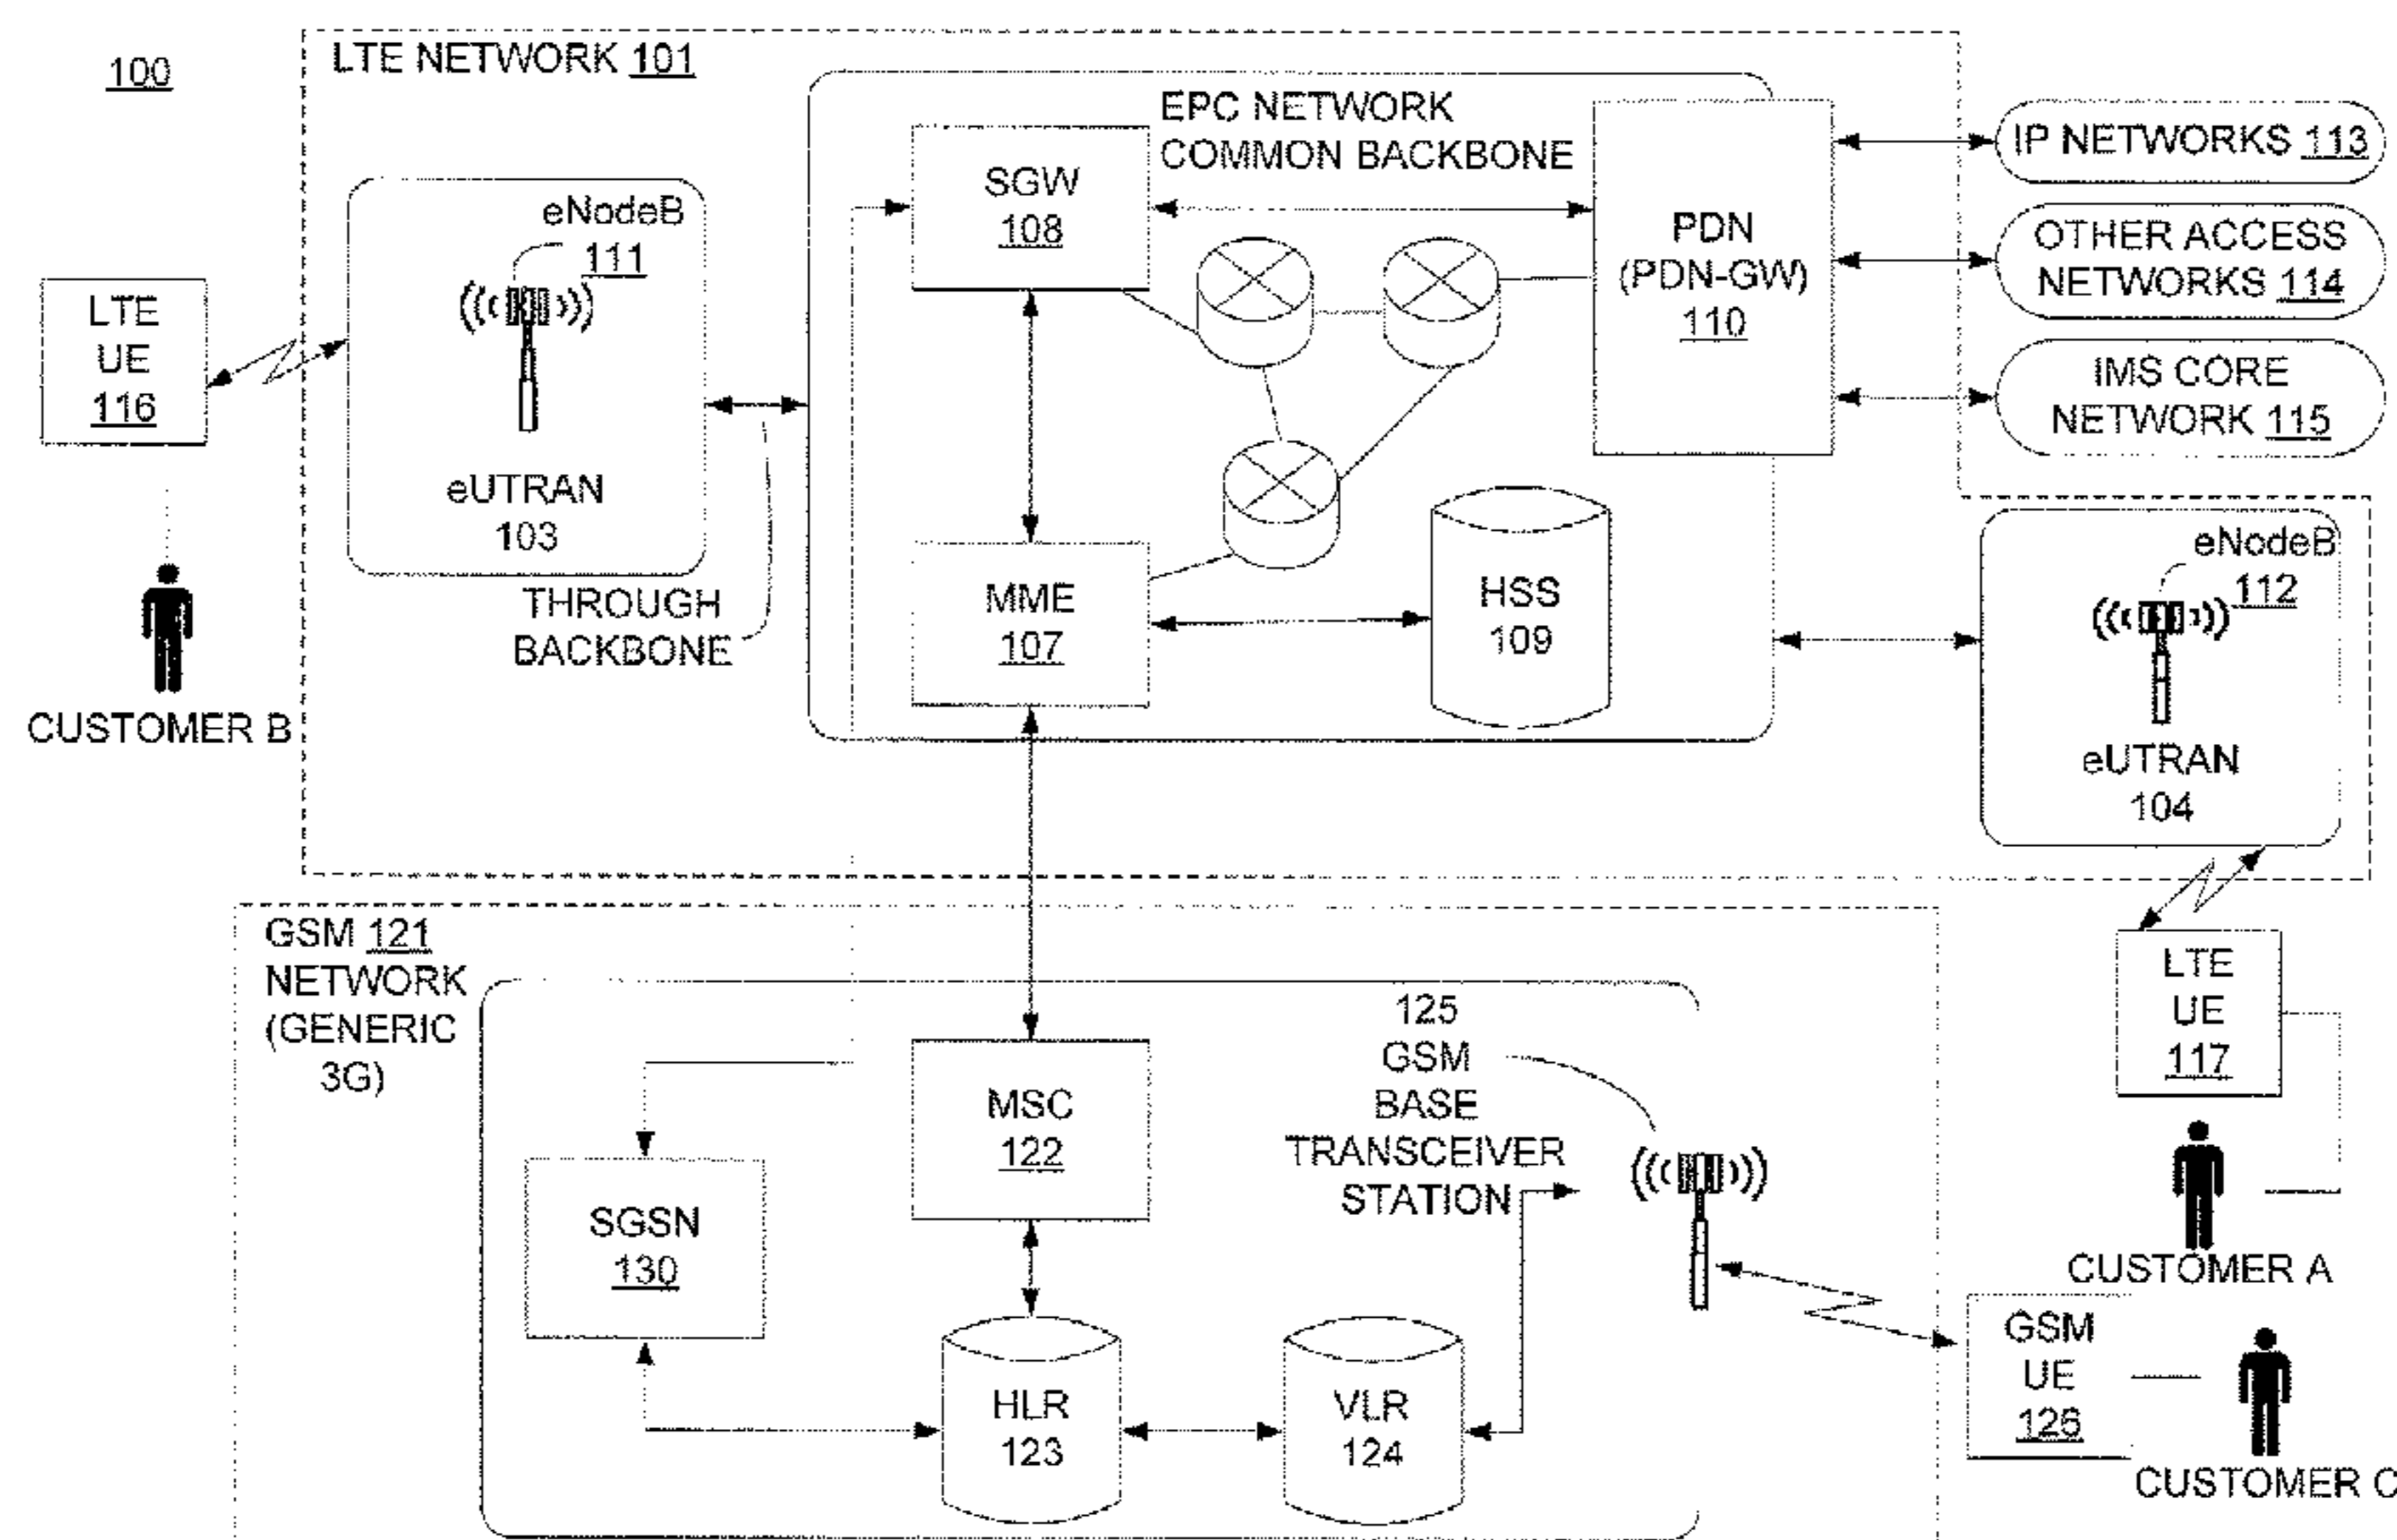 100
LTE NETWORK 101
EPC NETWORK
COMMON BACKBONE
SGW
108
PDN
(PDN-GW)
110
IP NETWORKS 113
OTHER ACCESS
NETWORKS 114
IMS CORE
NETWORK 115
eNodeB
111
eUTRAN
103
LTE
UE
116
CUSTOMER B
THROUGH
BACKBONE
MME
107
HSS
109
eNodeB
112
eUTRAN
104
LTE
UE
117
CUSTOMER A
GSM 121
NETWORK
(GENERIC
3G)
125
GSM
BASE
TRANSCEIVER
STATION
MSC
122
SGSN
130
HLR
123
VLR
124
GSM
UE
126
CUSTOMER C